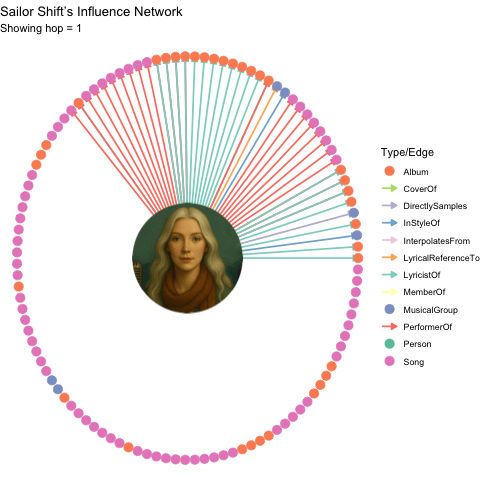 Sailor Shift's Influence Network
Showing hop = 1
Type/Edge
Album
CoverOf
DirectlySamples
InStyleOf
InterpolatesFrom
LyricalReferenceTo
LyricistOf
MemberOf
MusicalGroup
PerformerOf
Person
Song